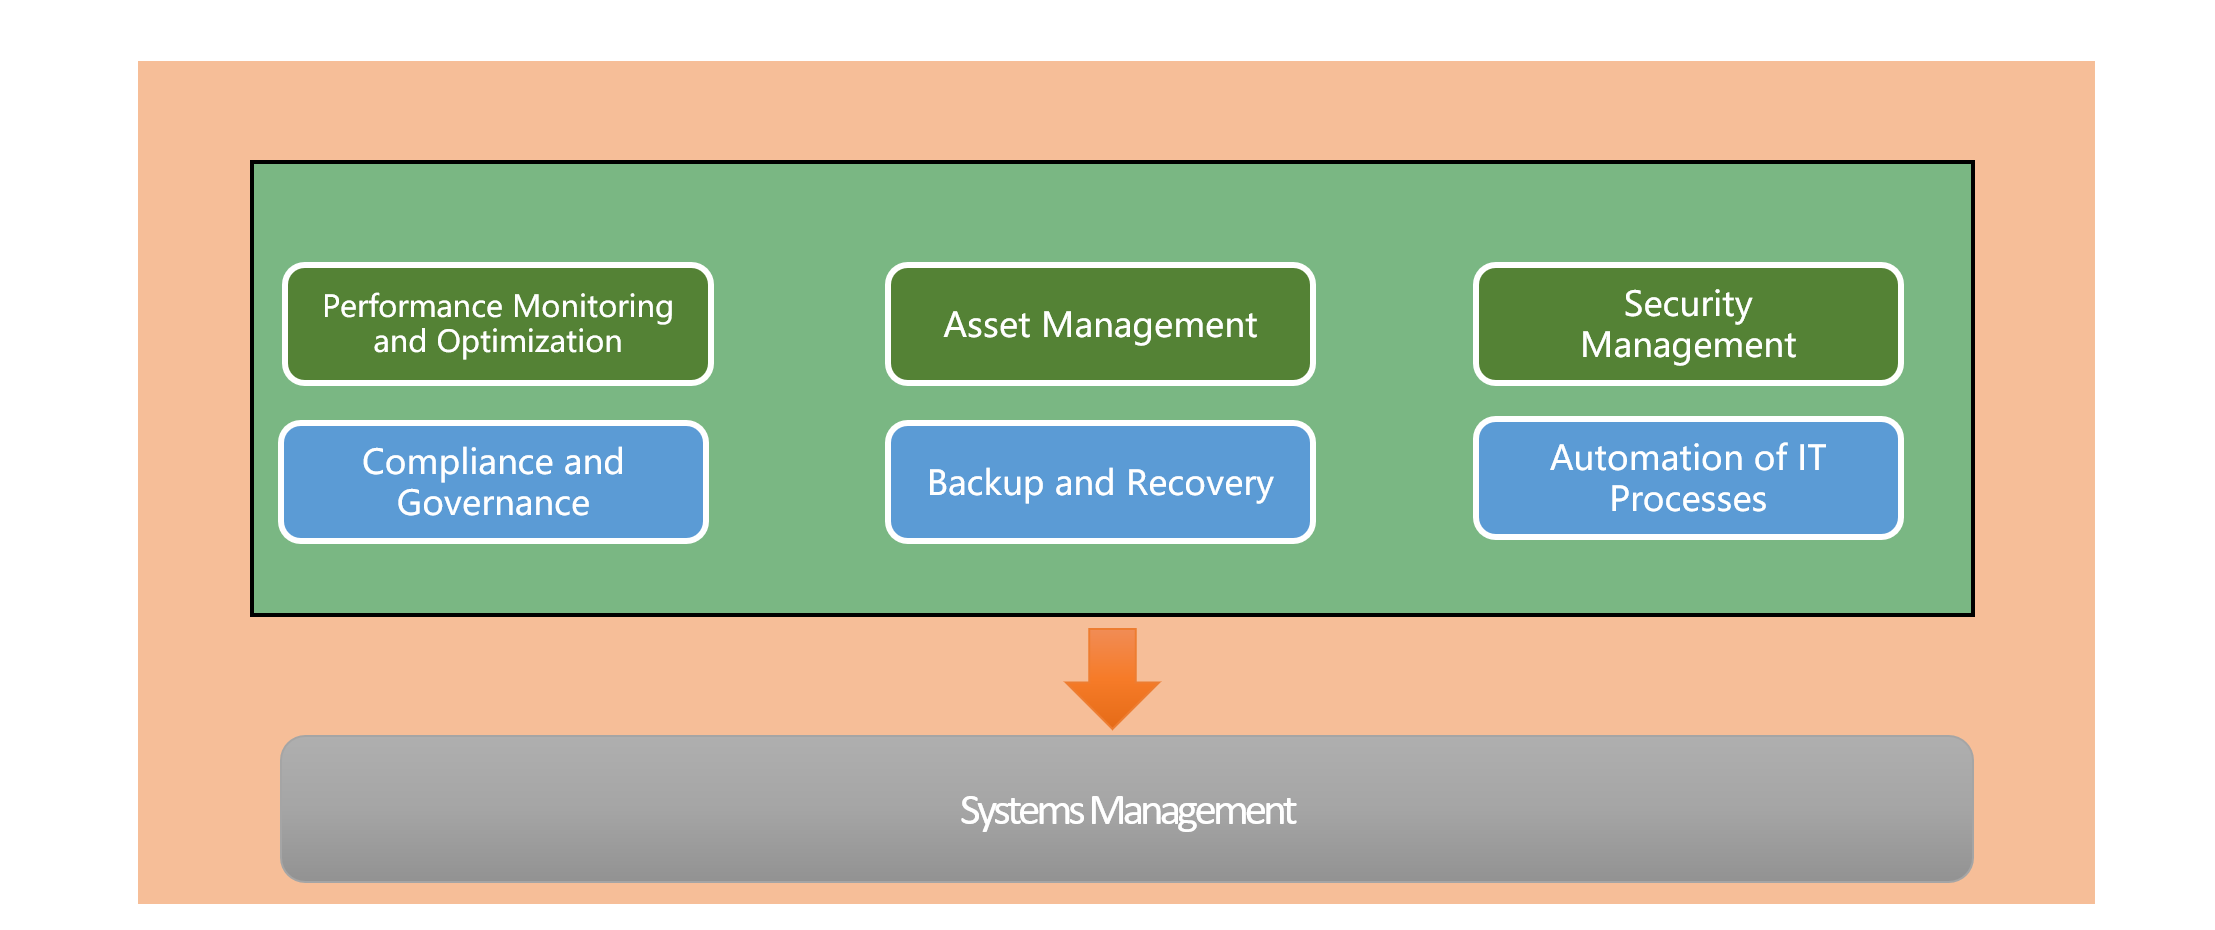 Performance Monitoring
and Optimization
Asset Management
Security
Management
Compliance and
Governance
Backup and Recovery
Automation of IT
Processes
Systems Management